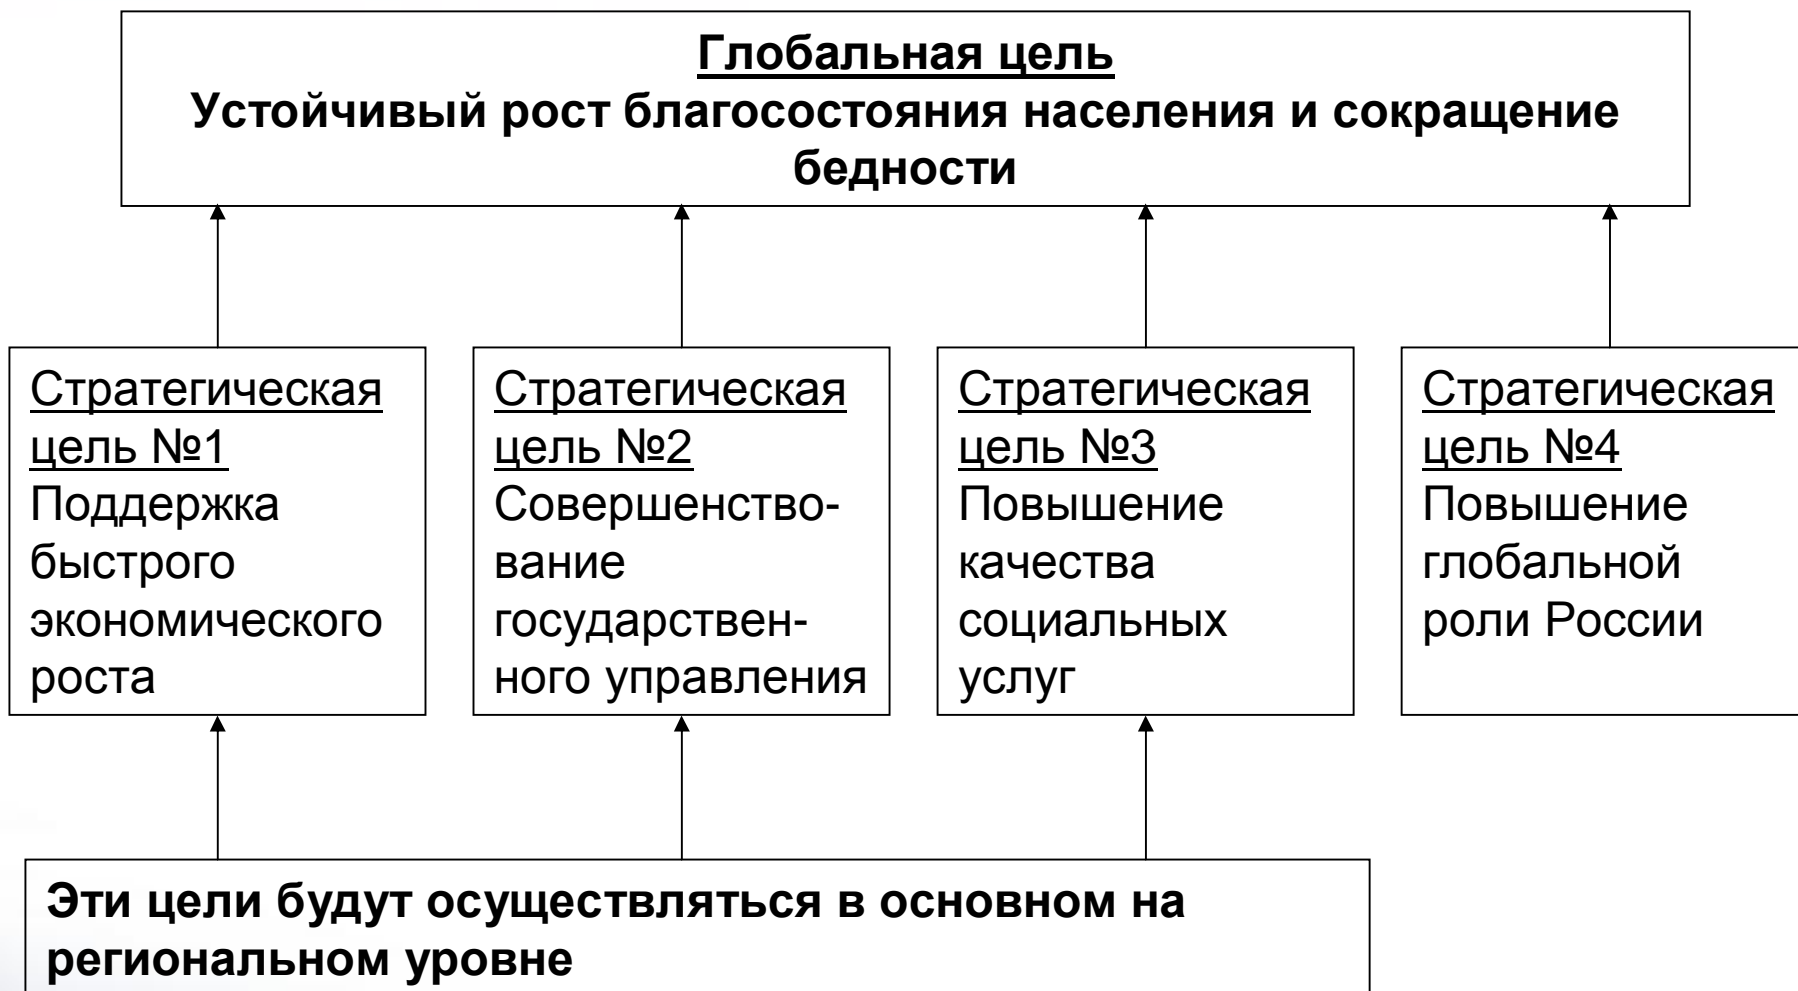 Глобальная цель
Устойчивый рост благосостояния населения и сокращение
бедности
Стратегическая
цель №1
Поддержка
быстрого
экономического
роста
Стратегическая
цель №2
Совершенство-
вание
государствен-
ного управления
Стратегическая
цель №3
Повышение
качества
социальных
услуг
Стратегическая
цель №4
Повышение
глобальной
роли России
Эти цели будут осуществляться в основном на
региональном уровне